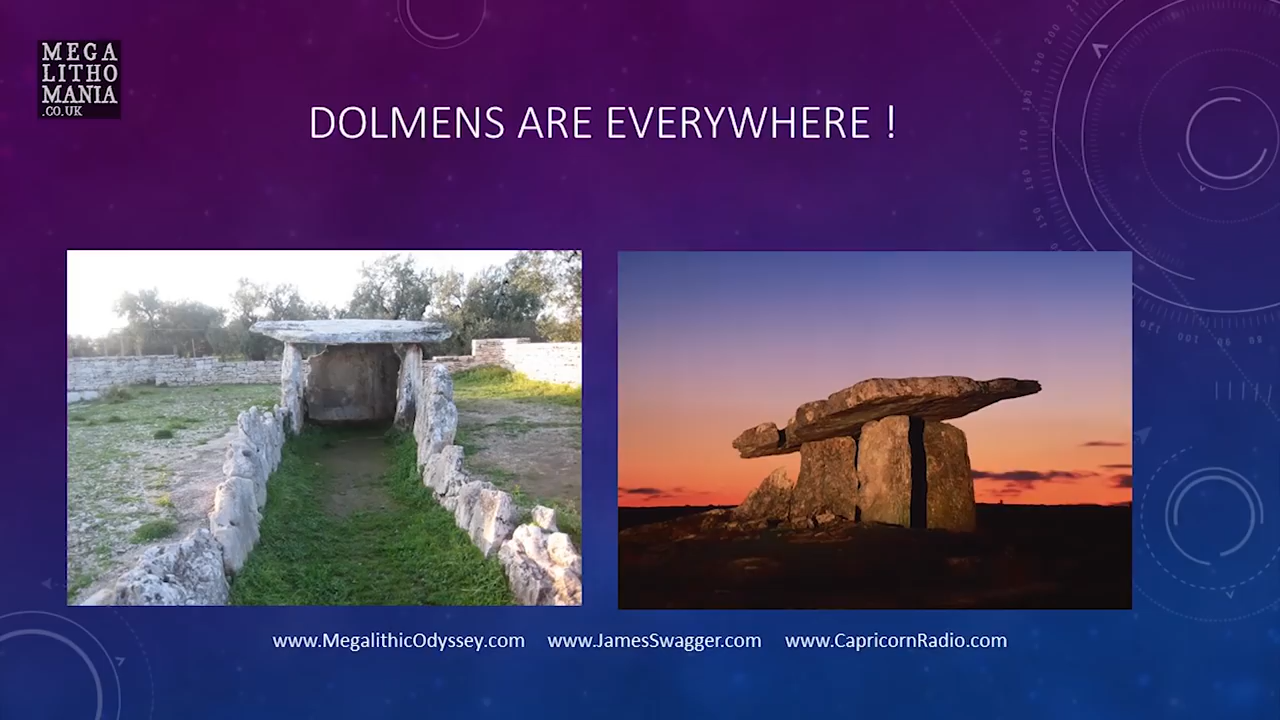 MEGA
LITHO
MANIA
.CO.UK
DOLMENS ARE EVERYWHERE !
www.MegalithicOdyssey.com www.JamesSwagger.com www.CapricornRadio.com